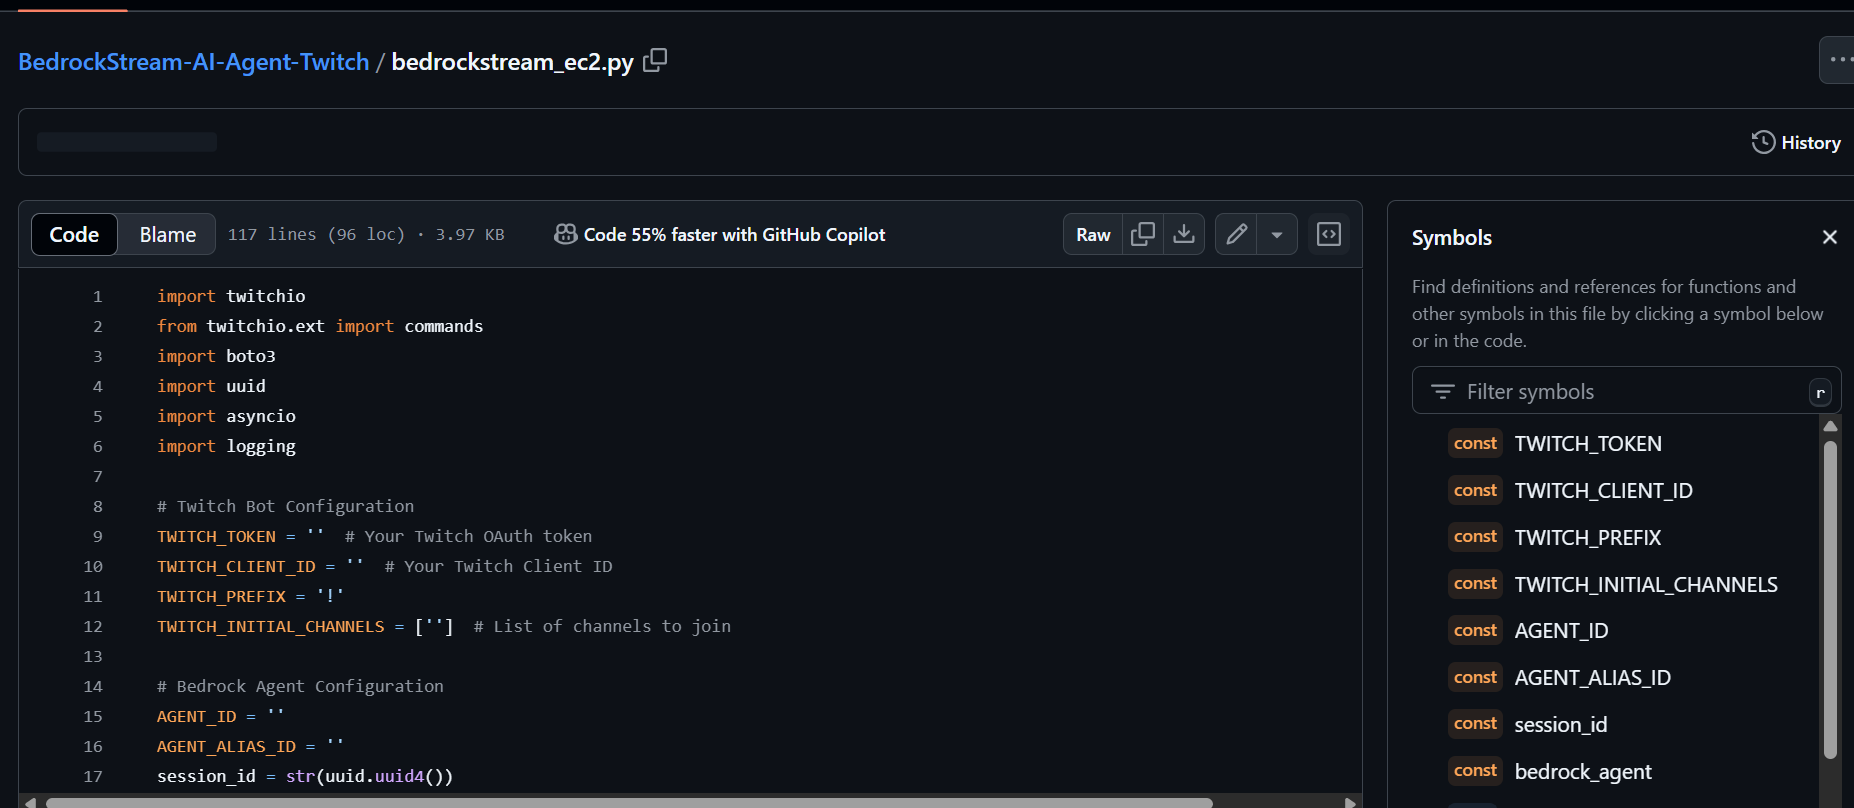 BedrockStream-AI-Agent-Twitch / bedrockstream_ec2.py
History
Code Blame 117 lines (96 loc) · 3.97 KB Code 55% faster with GitHub Copilot Raw
1 import twitchio
2 from twitchio.ext import commands
3 import boto3
4 import uuid
5 import asyncio
6 import logging
7
8 # Twitch Bot Configuration
9 TWITCH_TOKEN = '' # Your Twitch OAuth token
10 TWITCH_CLIENT_ID = '' # Your Twitch Client ID
11 TWITCH_PREFIX = '!'
12 TWITCH_INITIAL_CHANNELS = [''] # List of channels to join
13
14 # Bedrock Agent Configuration
15 AGENT_ID = ''
16 AGENT_ALIAS_ID = ''
17 session_id = str(uuid.uuid4())
Symbols
Find definitions and references for functions and
other symbols in this file by clicking a symbol below
or in the code.
Filter symbols r
const TWITCH_TOKEN
const TWITCH_CLIENT_ID
const TWITCH_PREFIX
const TWITCH_INITIAL_CHANNELS
const AGENT_ID
const AGENT_ALIAS_ID
const session_id
const bedrock_agent